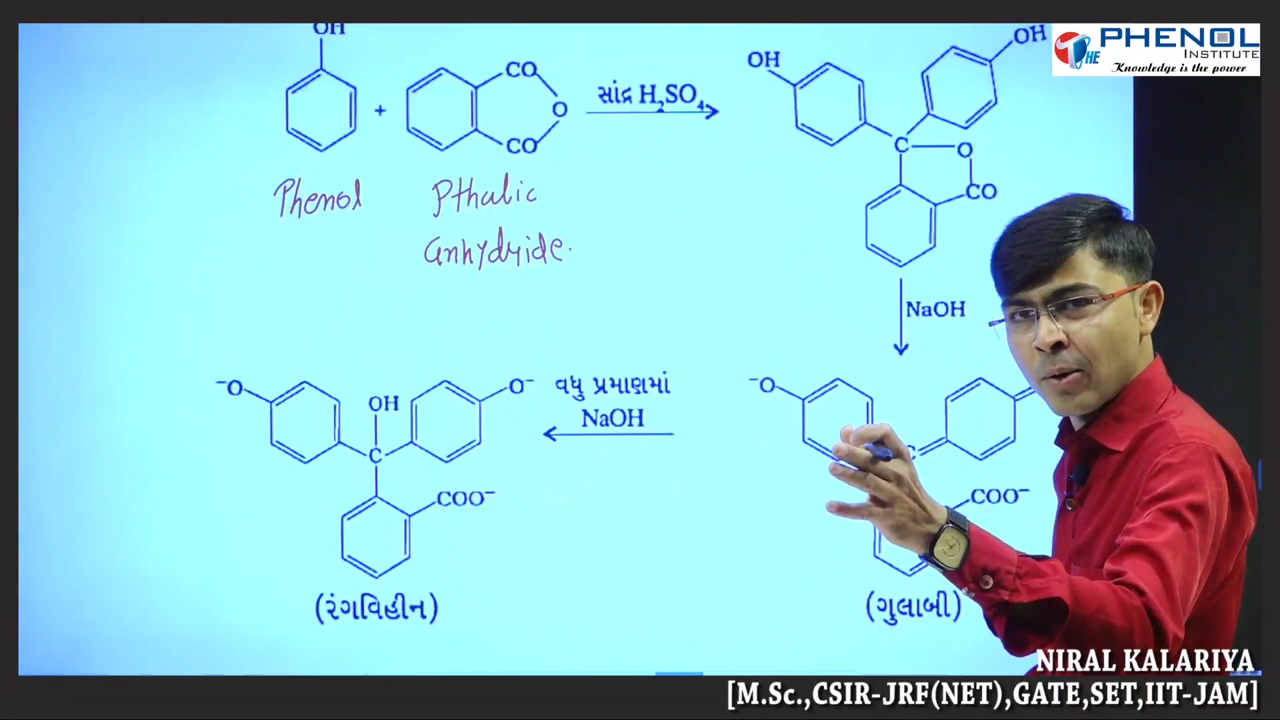 THE PHENOL
INSTITUTE
Knowledge is the power
OH
OH
OH
+
CO
O
CO
સાંદ્ર H₂SO₄
C
O
CO
Phenol
Pthalic
anhydride.
NaOH
⁻O
OH
O⁻
C
COO⁻
વધુ પ્રમાણમાં
NaOH
⁻O
COO⁻
(રંગવિહીન)
(ગુલાબી)
NIRAL KALARIYA
[M.Sc.,CSIR-JRF(NET),GATE,SET,IIT-JAM]